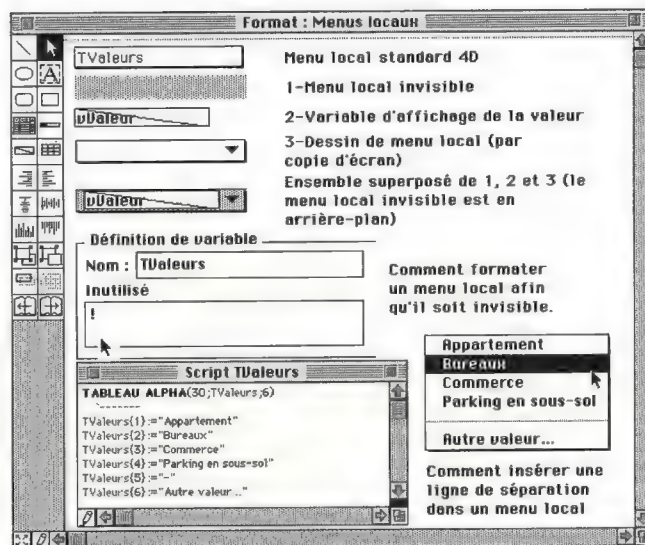 Format : Menus locaux
TValeurs
Menu local standard 4D
1-Menu local invisible
vValeur
2-Variable d'affichage de la valeur
3-Dessin de menu local (par
copie d'écran)
vValeur
Ensemble superposé de 1, 2 et 3 (le
menu local invisible est en
arrière-plan)
Définition de variable
Nom : TValeurs
Inutilisé
!
Comment formater
un menu local afin
qu'il soit invisible.
Script TValeurs
TABLEAU ALPHA(30;TValeurs;6)
`-------
TValeurs{1}:="Appartement"
TValeurs{2}:="Bureaux"
TValeurs{3}:="Commerce"
TValeurs{4}:="Parking en sous-sol"
TValeurs{5}:="-"
TValeurs{6}:="Autre valeur..."
Appartement
Bureaux
Commerce
Parking en sous-sol
Autre valeur...
Comment insérer une
ligne de séparation
dans un menu local